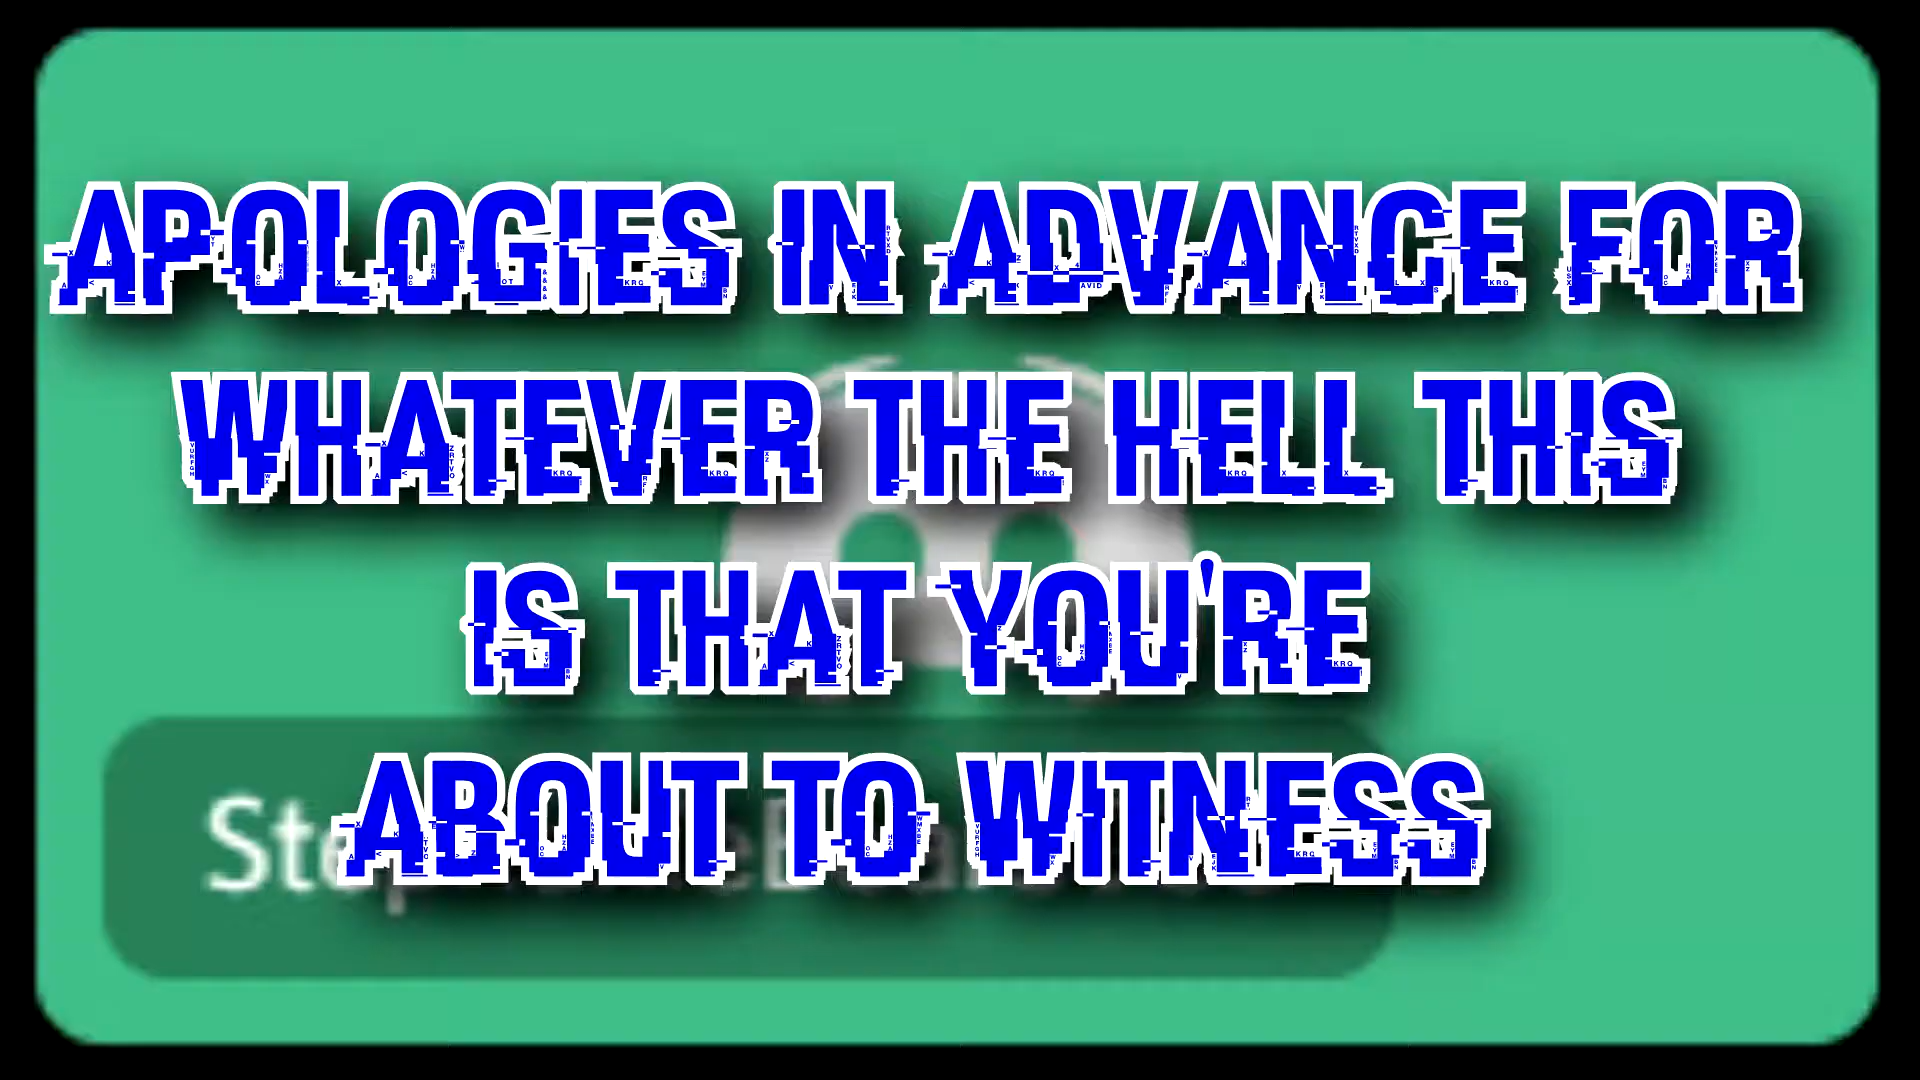 APOLOGIES IN ADVANCE FOR
WHATEVER THE HELL THIS
IS THAT YOU'RE
ABOUT TO WITNESS